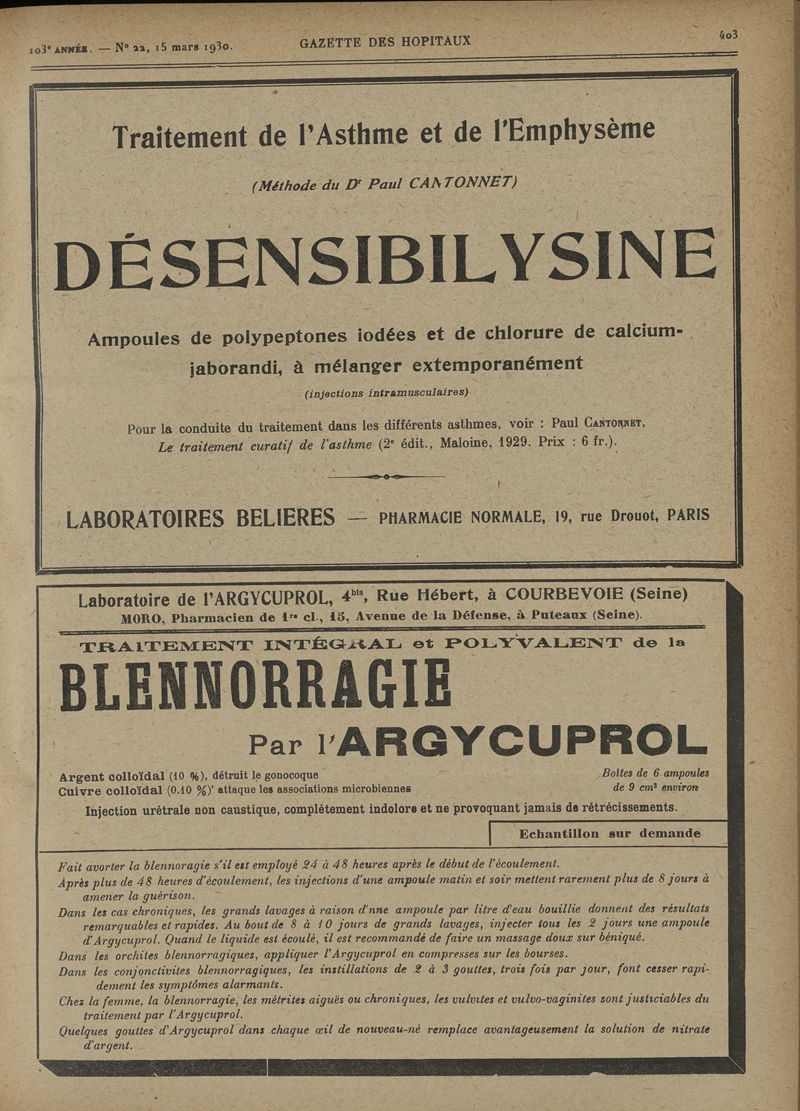 103e ANNÉE. — No 22, 15 mars 1930.
GAZETTE DES HOPITAUX
403
Traitement de l'Asthme et de l'Emphysème
(Méthode du Dr Paul CANTONNET)
DÉSENSIBILYSINE
Ampoules de polypeptones iodées et de chlorure de calcium-
jaborandi, à mélanger extemporanément
(injections intramusculaires)
Pour la conduite du traitement dans les différents asthmes, voir : Paul CANTONNET,
Le traitement curatif de l'asthme (2e édit., Maloine, 1929. Prix : 6 fr.).
LABORATOIRES BELIERES — PHARMACIE NORMALE, 19, rue Drouot, PARIS
Laboratoire de l'ARGYCUPROL, 4bis, Rue Hébert, à COURBEVOIE (Seine)
MORO, Pharmacien de 1re cl., 15, Avenue de la Défense, à Puteaux (Seine).
TRAITEMENT INTÉGRAL et POLYVALENT de la
BLENNORRAGIE
Par l'ARGYCUPROL
Argent colloïdal (10 %), détruit le gonocoque
Cuivre colloïdal (0.10 %)' attaque les associations microbiennes
Boites de 6 ampoules
de 9 cm3 environ
Injection urétrale non caustique, complètement indolore et ne provoquant jamais de rétrécissements.
Echantillon sur demande
Fait avorter la blennoragie s'il est employé 24 à 48 heures après le début de l'écoulement.
Après plus de 48 heures d'écoulement, les injections d'une ampoule matin et soir mettent rarement plus de 8 jours à
amener la guérison.
Dans les cas chroniques, les grands lavages à raison d'nne ampoule par litre d'eau bouillie donnent des résultats
remarquables et rapides. Au bout de 8 à 10 jours de grands lavages, injecter tous les 2 jours une ampoule
d'Argycuprol. Quand le liquide est écoulé, il est recommandé de faire un massage doux sur béniqué.
Dans les orchites blennorragiques, appliquer l'Argycuprol en compresses sur les bourses.
Dans les conjonctivites blennorragiques, les instillations de 2 à 3 gouttes, trois fois par jour, font cesser rapi-
dement les symptômes alarmants.
Chez la femme, la blennorragie, les métrites aiguës ou chroniques, les vulvites et vulvo-vaginites sont justiciables du
traitement par l'Argycuprol.
Quelques gouttes d'Argycuprol dans chaque œil de nouveau-né remplace avantageusement la solution de nitrate
d'argent.